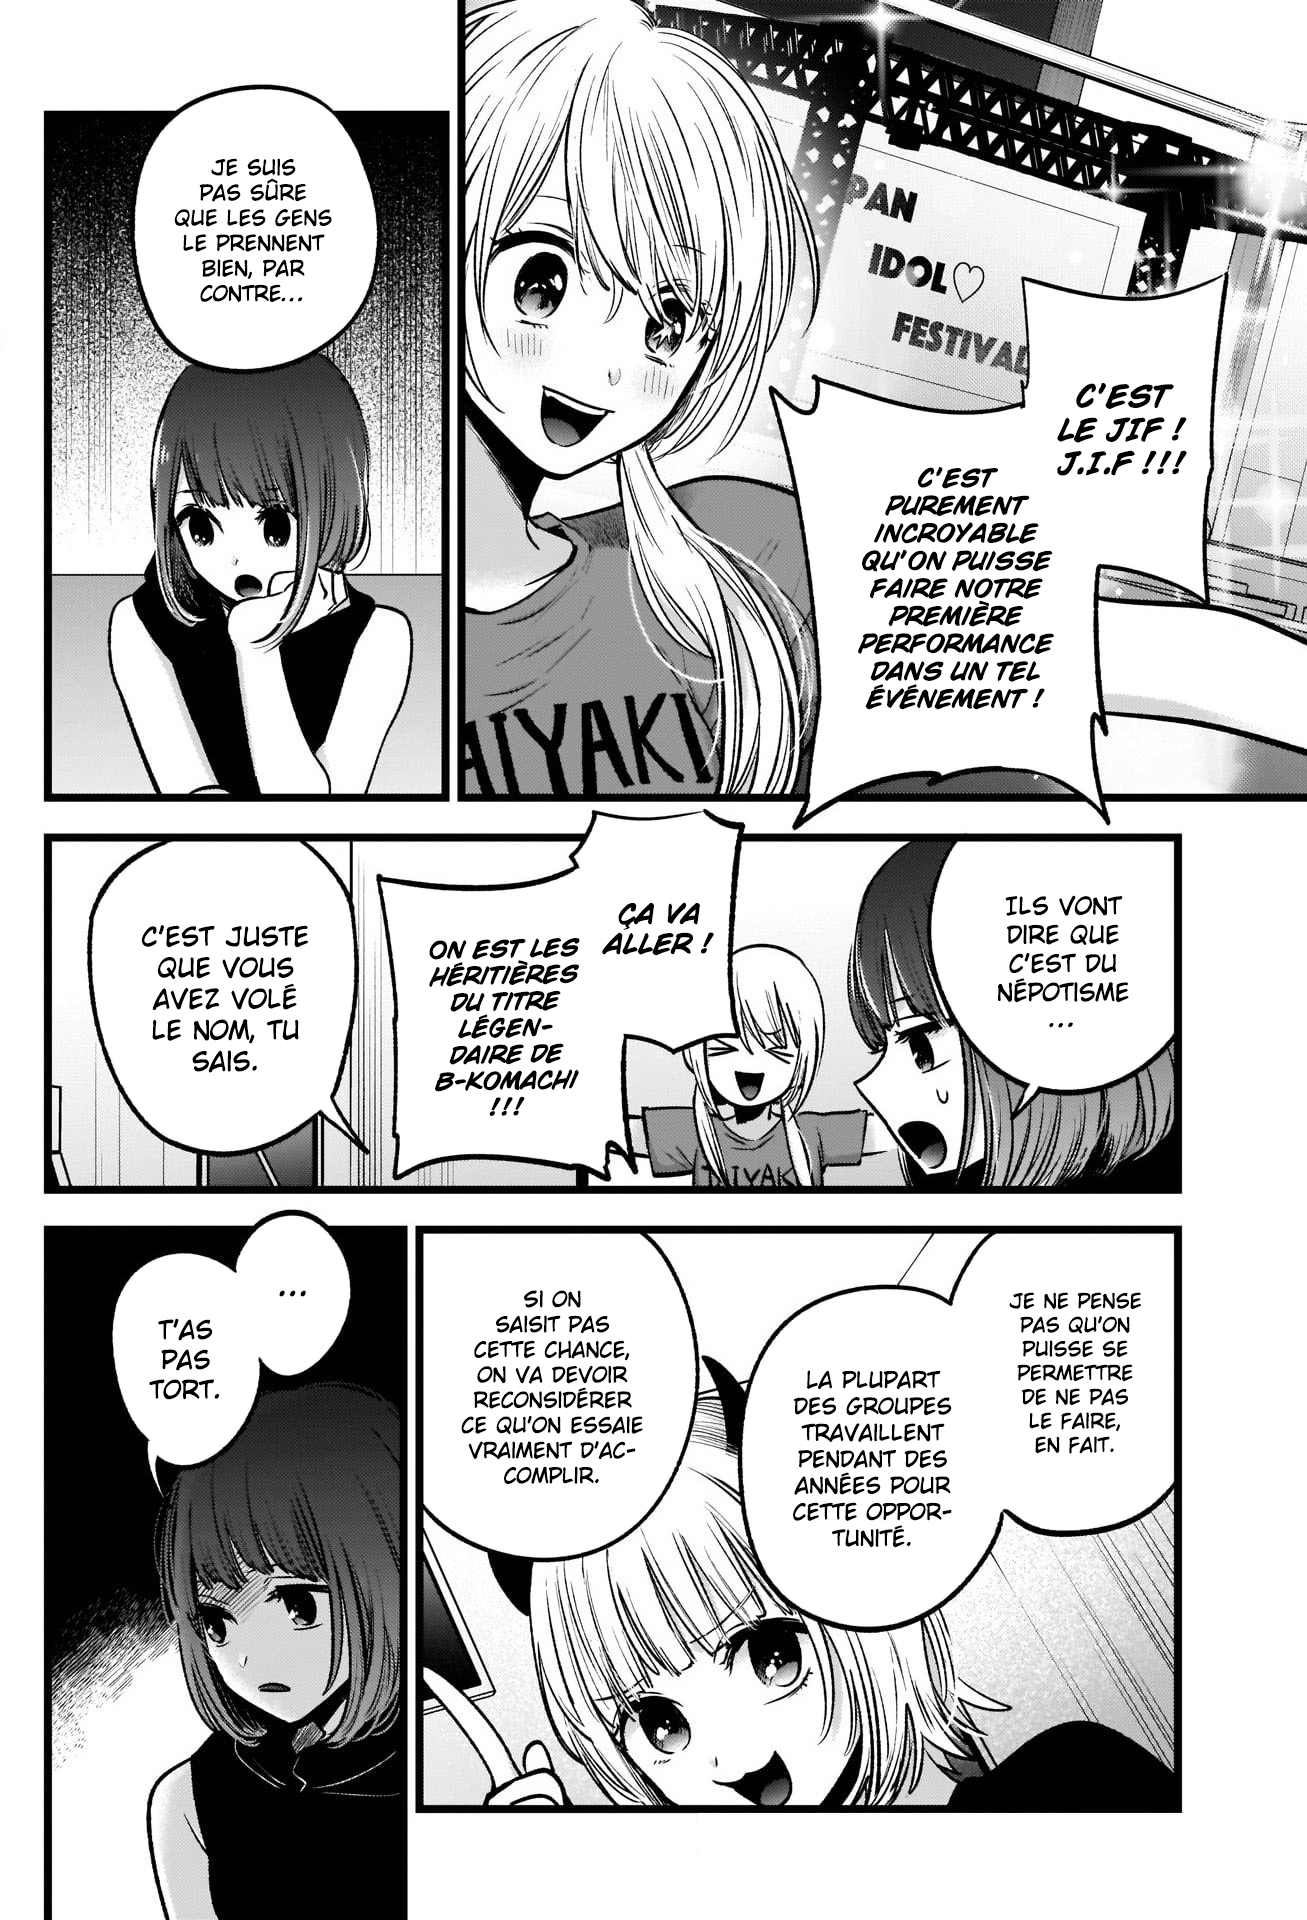 PAN
IDOL♡
FESTIVAL
C'EST
LE JIF !
J.I.F !!!
C'EST
PUREMENT
INCROYABLE
QU'ON PUISSE
FAIRE NOTRE
PREMIÈRE
PERFORMANCE
DANS UN TEL
ÉVÉNEMENT !
AIYAKI
JE SUIS
PAS SÛRE
QUE LES GENS
LE PRENNENT
BIEN, PAR
CONTRE...
ILS VONT
DIRE QUE
C'EST DU
NÉPOTISME
...
ÇA VA
ALLER !
ON EST LES
HÉRITIÈRES
DU TITRE
LÉGEN-
DAIRE DE
B-KOMACHI
!!!
TAIYAKI
C'EST JUSTE
QUE VOUS
AVEZ VOLÉ
LE NOM, TU
SAIS.
JE NE PENSE
PAS QU'ON
PUISSE SE
PERMETTRE
DE NE PAS
LE FAIRE,
EN FAIT.
LA PLUPART
DES GROUPES
TRAVAILLENT
PENDANT DES
ANNÉES POUR
CETTE OPPOR-
TUNITÉ.
SI ON
SAISIT PAS
CETTE CHANCE,
ON VA DEVOIR
RECONSIDÉRER
CE QU'ON ESSAIE
VRAIMENT D'AC-
COMPLIR.
...
T'AS
PAS
TORT.